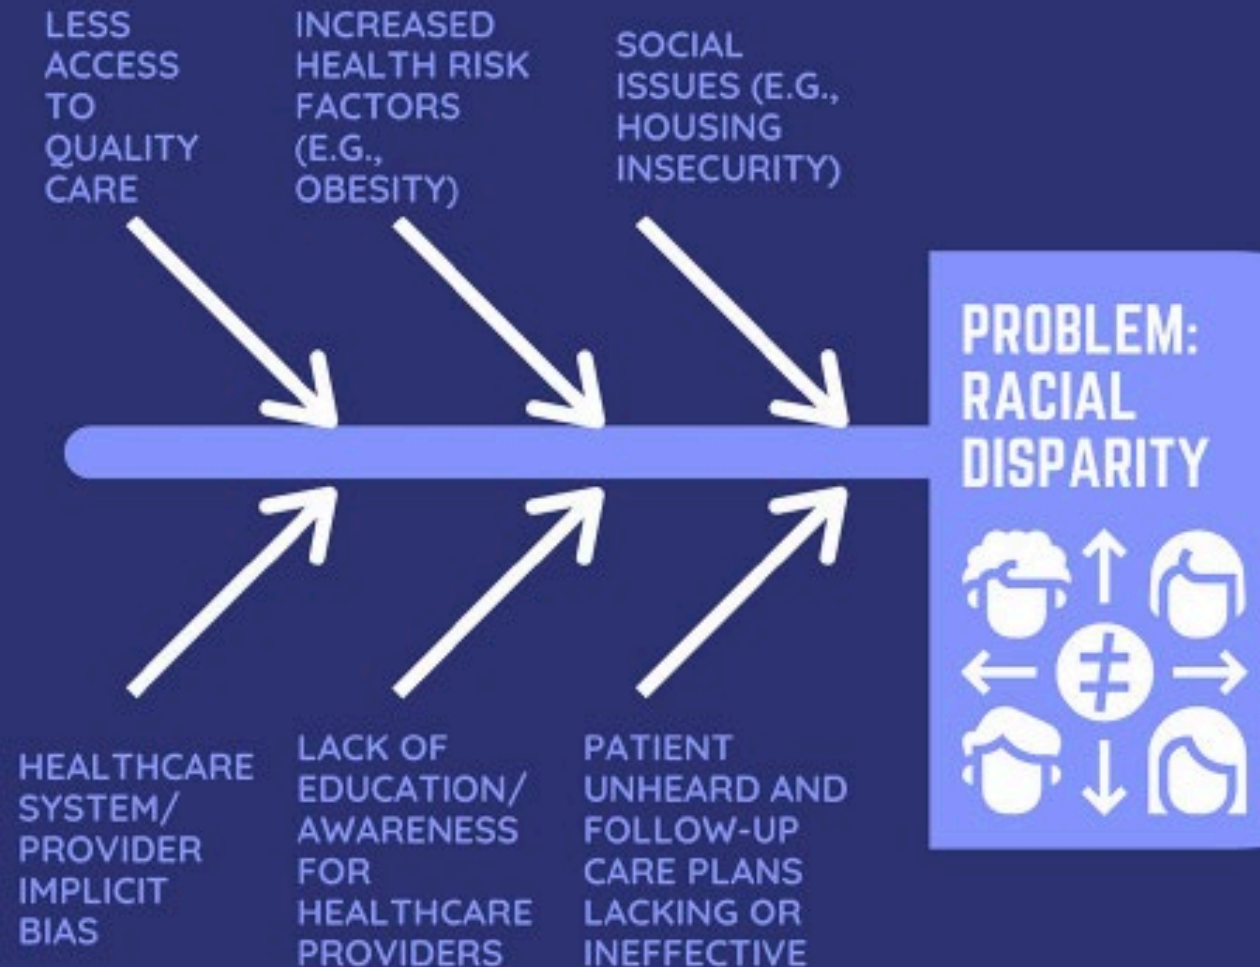 LESS
ACCESS
TO
QUALITY
CARE
INCREASED
HEALTH RISK
FACTORS
(E.G.,
OBESITY)
SOCIAL
ISSUES (E.G.,
HOUSING
INSECURITY)
PROBLEM:
RACIAL
DISPARITY
HEALTHCARE
SYSTEM/
PROVIDER
IMPLICIT
BIAS
LACK OF
EDUCATION/
AWARENESS
FOR
HEALTHCARE
PROVIDERS
PATIENT
UNHEARD AND
FOLLOW-UP
CARE PLANS
LACKING OR
INEFFECTIVE